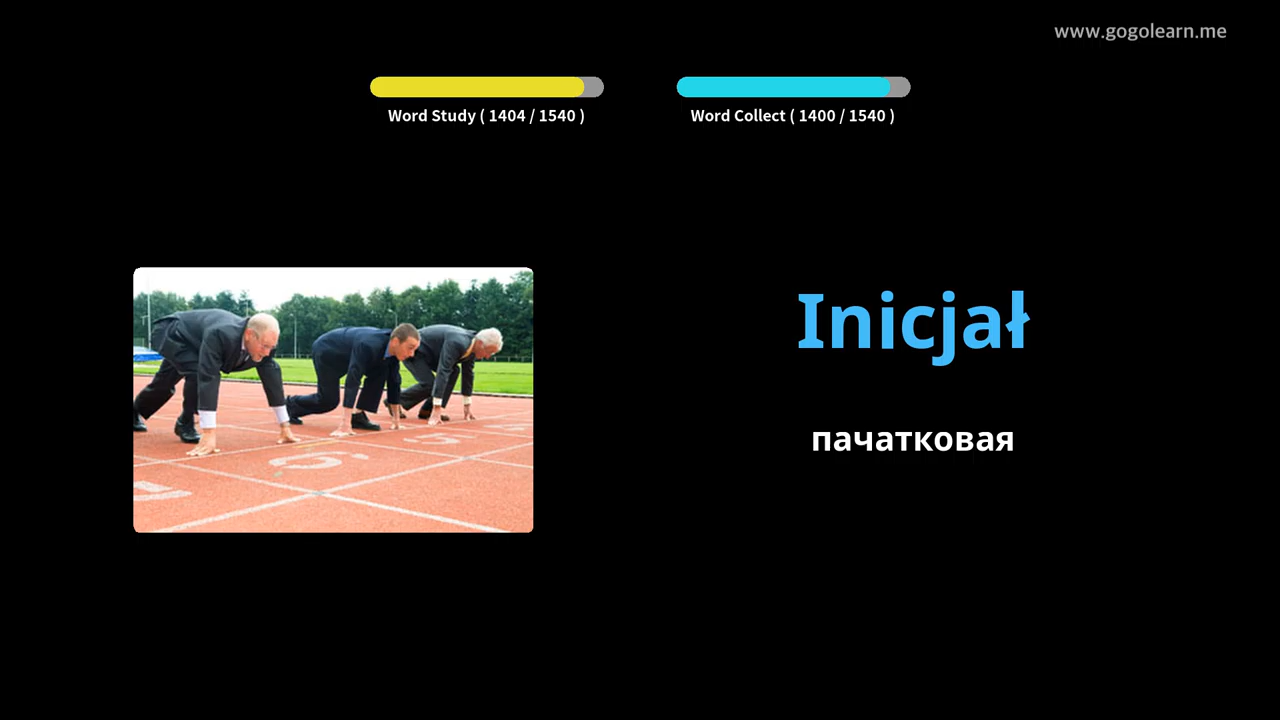 www.gogolearn.me
Word Study ( 1404 / 1540 )
Word Collect ( 1400 / 1540 )
Inicjał
пачатковая